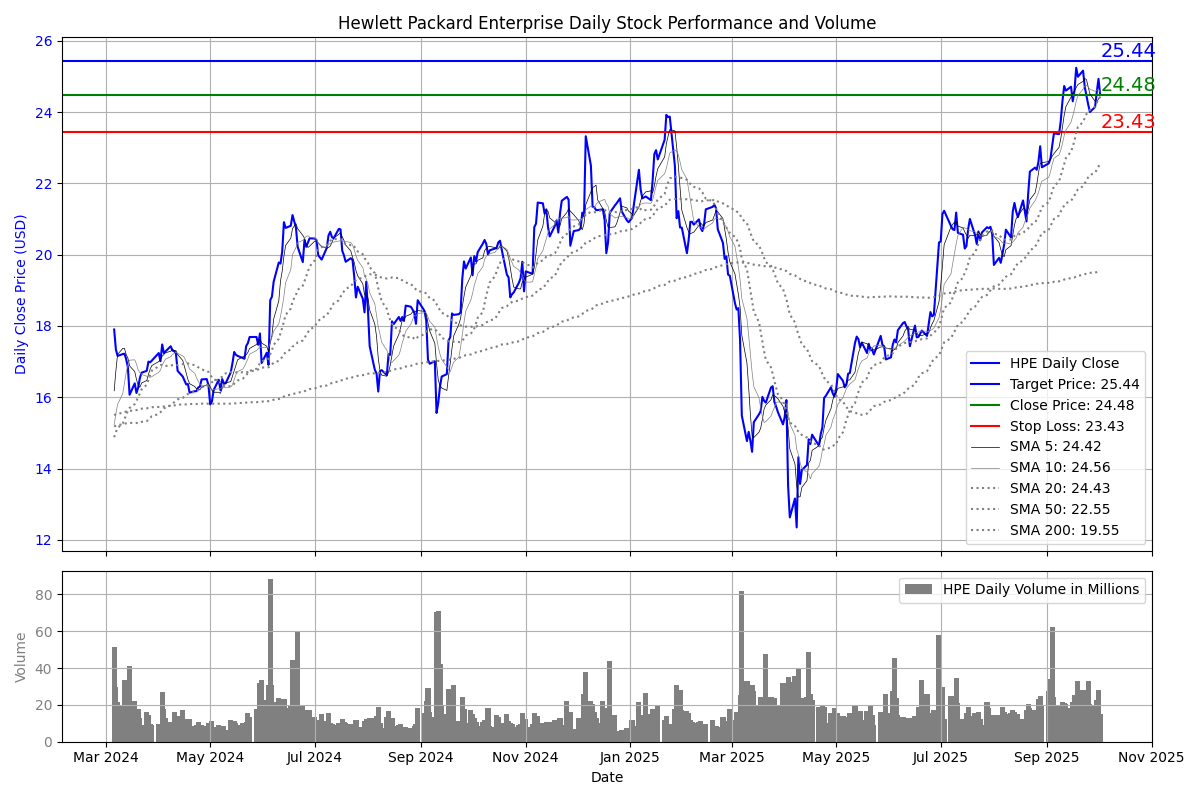 Hewlett Packard Enterprise Daily Stock Performance and Volume
26
24
22
20
18
16
14
12
Daily Close Price (USD)
25.44
24.48
23.43
HPE Daily Close
Target Price: 25.44
Close Price: 24.48
Stop Loss: 23.43
SMA 5: 24.42
SMA 10: 24.56
SMA 20: 24.43
SMA 50: 22.55
SMA 200: 19.55
80
60
40
20
0
Volume
HPE Daily Volume in Millions
Mar 2024 May 2024 Jul 2024 Sep 2024 Nov 2024 Jan 2025 Mar 2025 May 2025 Jul 2025 Sep 2025 Nov 2025
Date